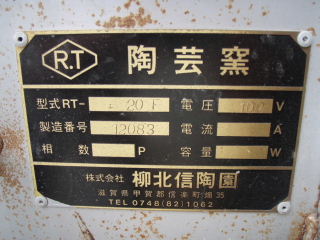 R.T 陶芸窯
型式RT- 20F 電圧 100 V
製造番号 12083 電流 A
相数 P 容量 W
株式会社 柳北信陶園
滋賀県甲賀郡信楽町畑35
TEL 0748(82)1062